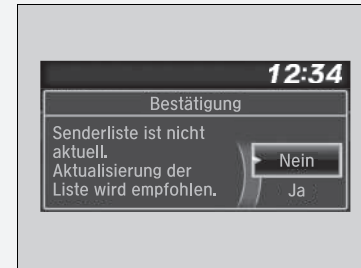 12:34
Bestätigung
Senderliste ist nicht
aktuell.
Aktualisierung der
Liste wird empfohlen.
Nein
Ja